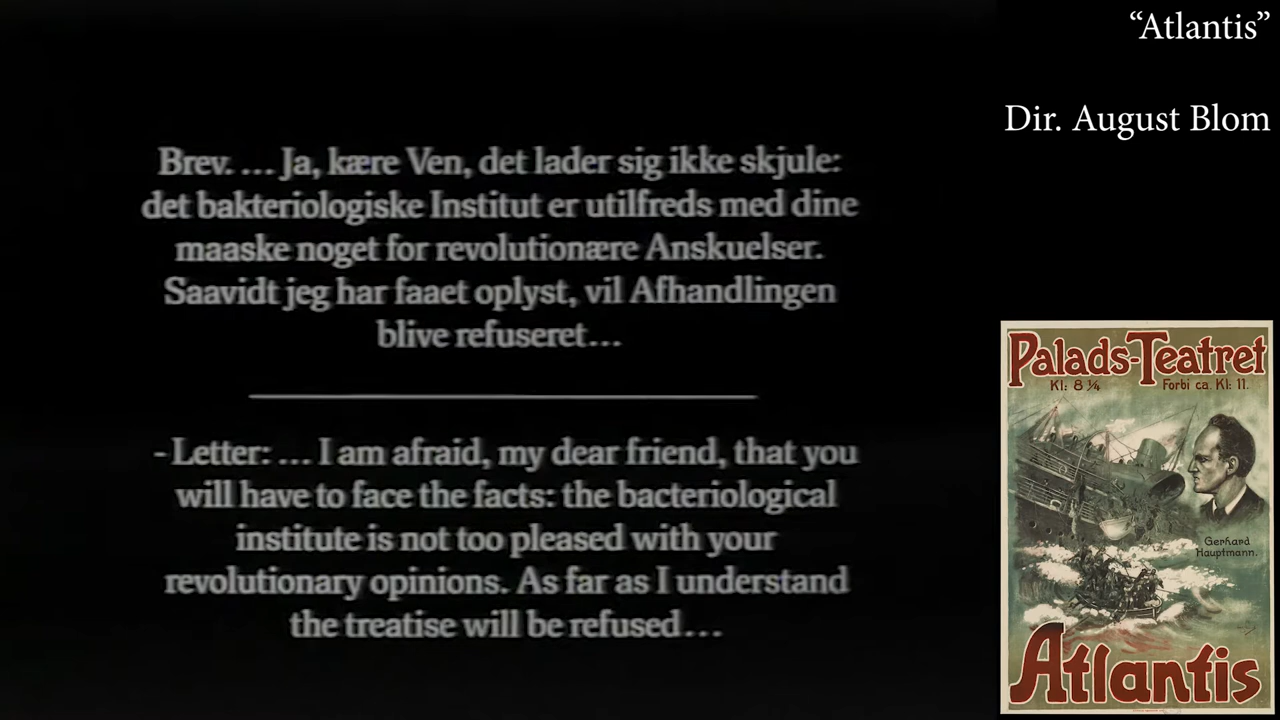 Brev. ... Ja, kære Ven, det lader sig ikke skjule:
det bakteriologiske Institut er utilfreds med dine
maaske noget for revolutionære Anskuelser.
Saavidt jeg har faaet oplyst, vil Afhandlingen
blive refuseret...
- Letter: ... I am afraid, my dear friend, that you
will have to face the facts: the bacteriological
institute is not too pleased with your
revolutionary opinions. As far as I understand
the treatise will be refused...
“Atlantis”
Dir. August Blom
Palads-Teatret
Kl: 8 ¼ Forbi ca. Kl: 11.
Gerhard
Hauptmann.
Atlantis